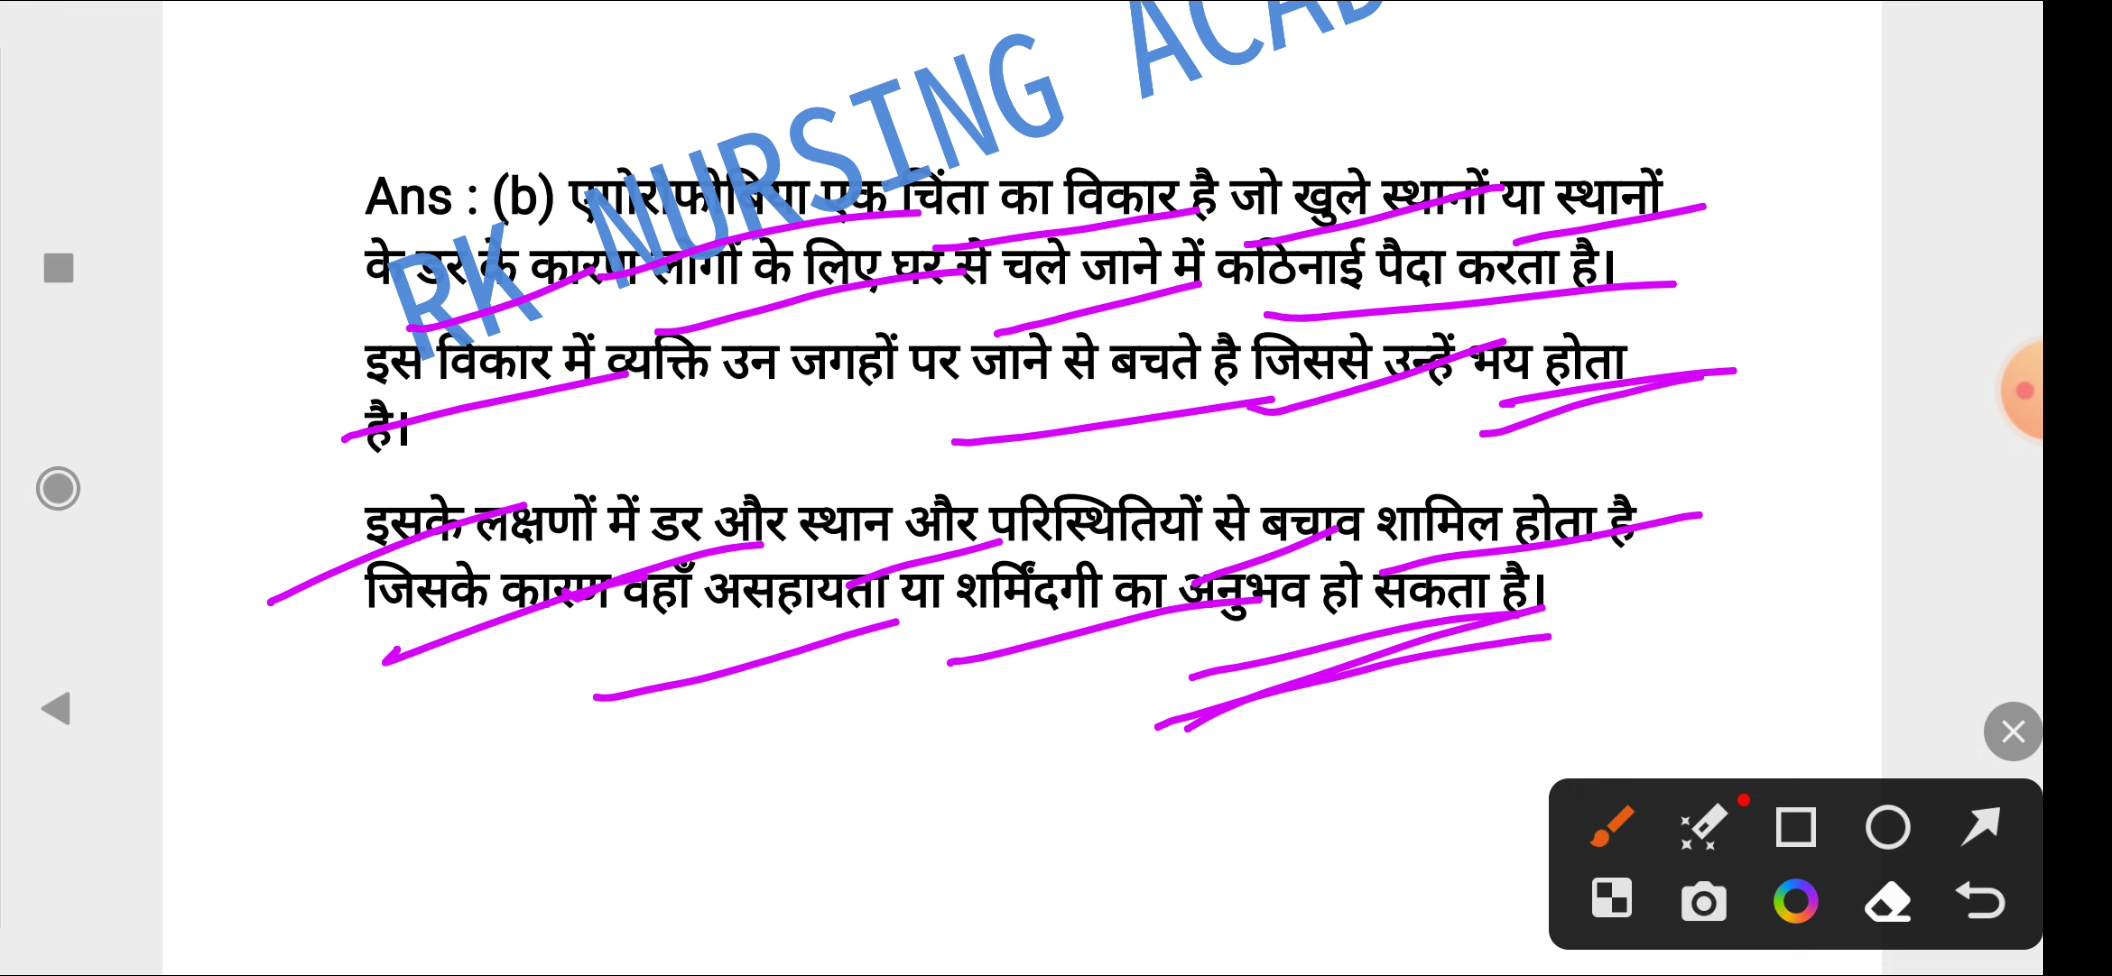 RK NURSING ACAD
Ans : (b) एगोराफोबिया एक चिंता का विकार है जो खुले स्थानों या स्थानों
के डर के कारण लोगों के लिए घर से चले जाने में कठिनाई पैदा करता है।
इस विकार में व्यक्ति उन जगहों पर जाने से बचते है जिससे उन्हें भय होता
है।
इसके लक्षणों में डर और स्थान और परिस्थितियों से बचाव शामिल होता है
जिसके कारण वहाँ असहायता या शर्मिंदगी का अनुभव हो सकता है।